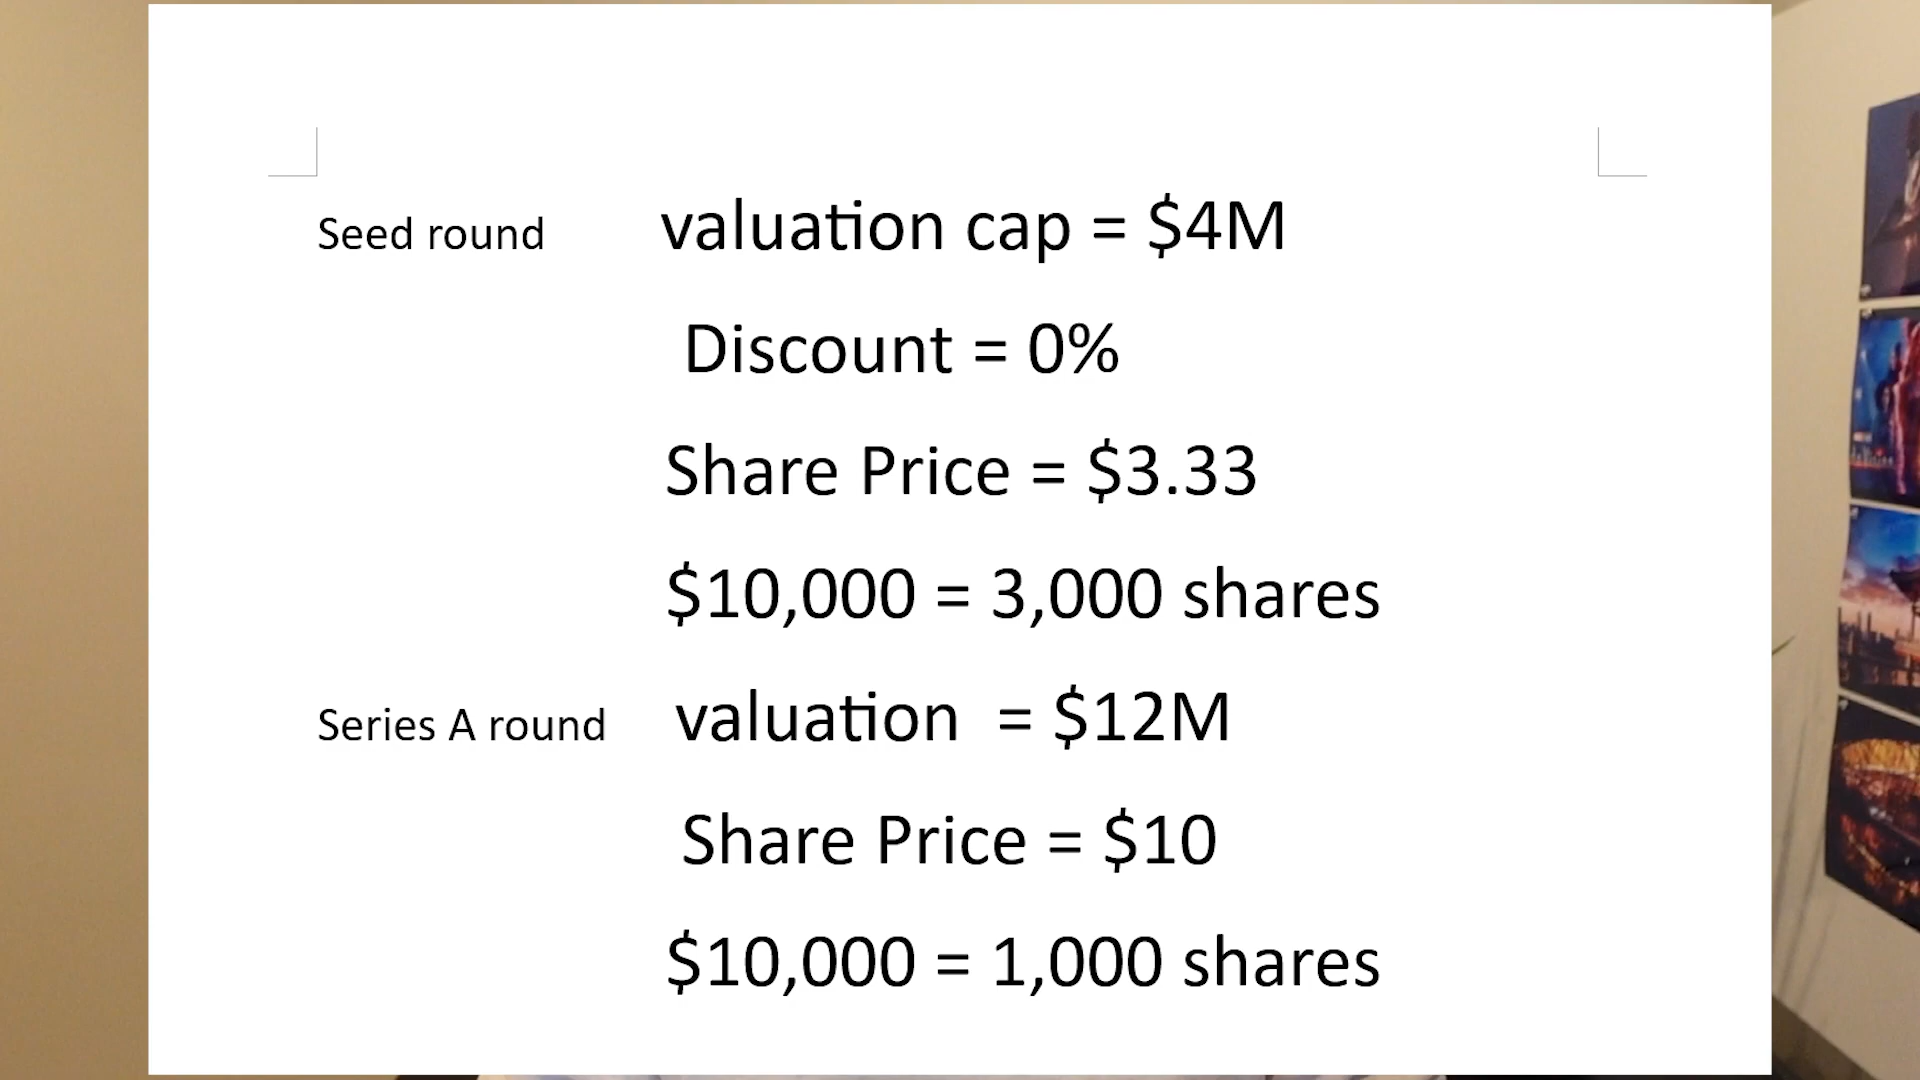 Seed round valuation cap = $4M
Discount = 0%
Share Price = $3.33
$10,000 = 3,000 shares
Series A round valuation = $12M
Share Price = $10
$10,000 = 1,000 shares